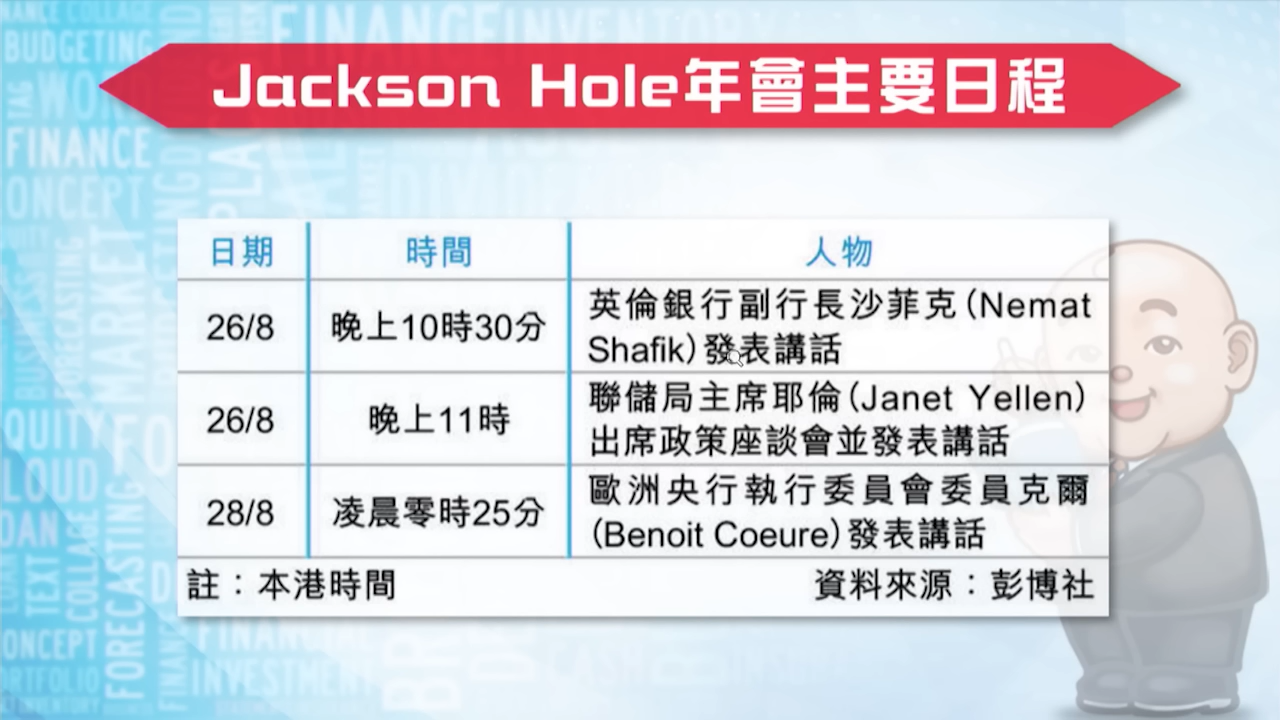 Jackson Hole年會主要日程
日期 時間 人物
26/8 晚上10時30分 英倫銀行副行長沙菲克(Nemat
Shafik)發表講話
26/8 晚上11時 聯儲局主席耶倫(Janet Yellen)
出席政策座談會並發表講話
28/8 凌晨零時25分 歐洲央行執行委員會委員克爾
(Benoit Coeure)發表講話
註：本港時間 資料來源：彭博社